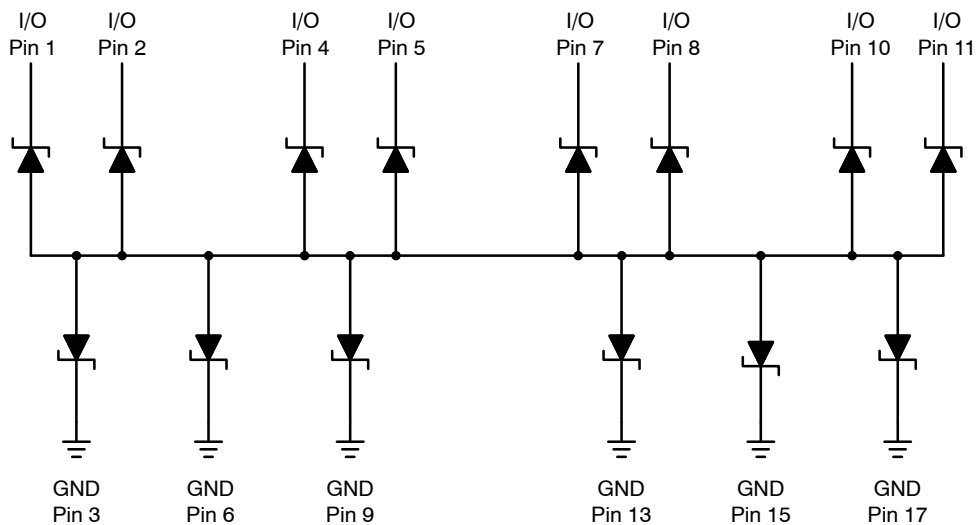 I/O I/O I/O I/O I/O I/O I/O I/O
Pin 1 Pin 2 Pin 4 Pin 5 Pin 7 Pin 8 Pin 10 Pin 11
GND GND GND GND GND GND
Pin 3 Pin 6 Pin 9 Pin 13 Pin 15 Pin 17